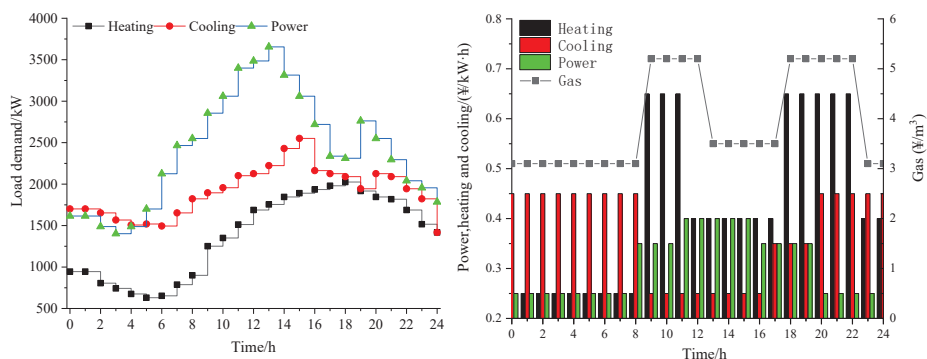 Heating Cooling Power
4000
3500
3000
2500
2000
1500
1000
500
Load demand/kW
0 2 4 6 8 10 12 14 16 18 20 22 24
Time/h
Heating
Cooling
Power
Gas
0.8
0.7
0.6
0.5
0.4
0.3
0.2
Power,heating and cooling/(¥/kW·h)
6
5
4
3
2
1
0
Gas (¥/m³)
0 2 4 6 8 10 12 14 16 18 20 22 24
Time/h